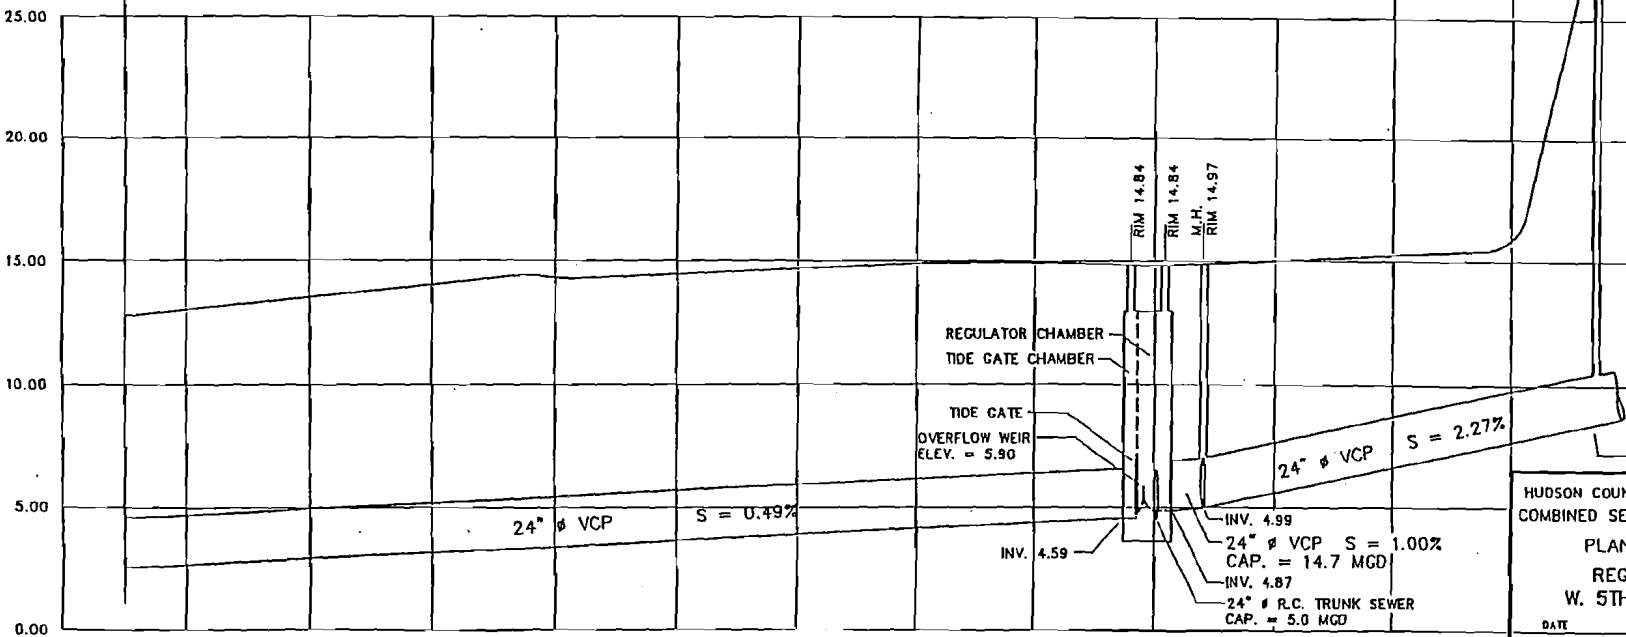 25.00
20.00
15.00
10.00
5.00
0.00
RIM 14.84
RIM 14.84
M.H.
RIM 14.97
REGULATOR CHAMBER
TIDE GATE CHAMBER
TIDE GATE
OVERFLOW WEIR
ELEV. = 5.90
24" ø VCP S = 0.49%
INV. 4.59
24" ø VCP S = 2.27%
INV. 4.99
24" ø VCP S = 1.00%
CAP. = 14.7 MGD
INV. 4.87
24" ø R.C. TRUNK SEWER
CAP. = 5.0 MGD
HUDSON COUN
COMBINED SE
PLAN
REG
W. 5TH
DATE